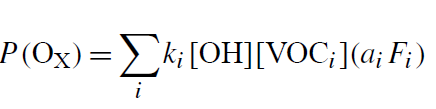 P(O_X) = ∑_i k_i [OH][VOC_i](a_i F_i)